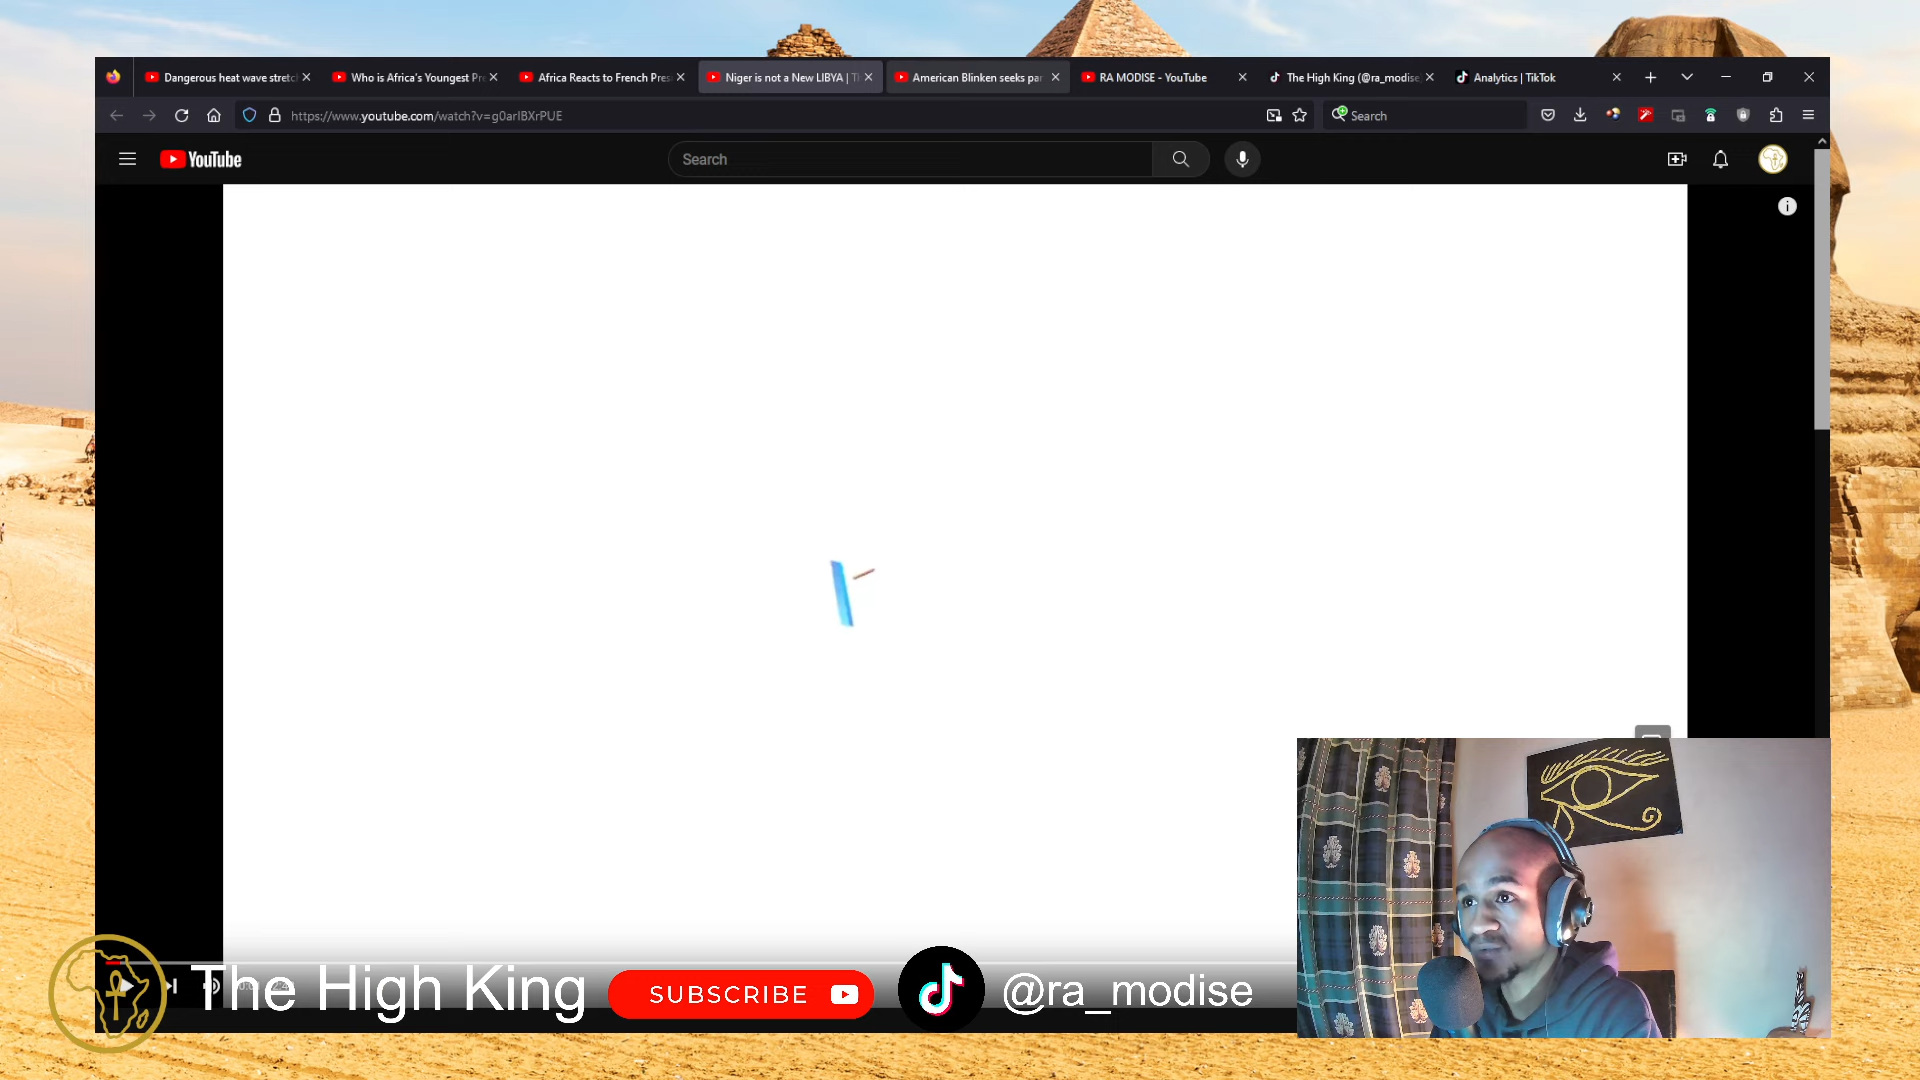 Dangerous heat wave stretc
Who is Africa's Youngest Pre
Africa Reacts to French Pres
Niger is not a New LIBYA | T
American Blinken seeks par
RA MODISE - YouTube
The High King (@ra_modise
Analytics | TikTok
https://www.youtube.com/watch?v=g0arIBXrPUE
Search
YouTube
Search
The High King
SUBSCRIBE
@ra_modise